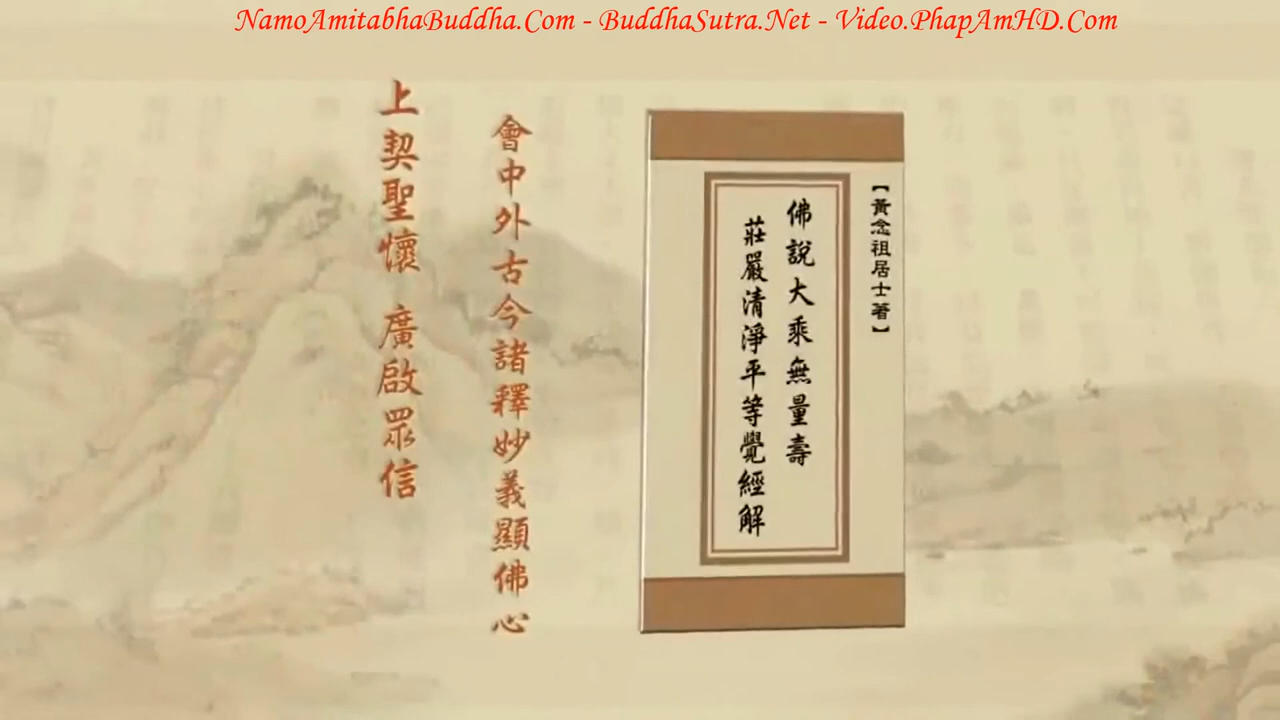 NamoAmitabhaBuddha.Com - BuddhaSutra.Net - Video.PhapAmHD.Com
【黃念祖居士著】
佛說大乘無量壽
莊嚴清淨平等覺經解
會中外古今諸釋妙義顯佛心
上契聖懷 廣啟眾信